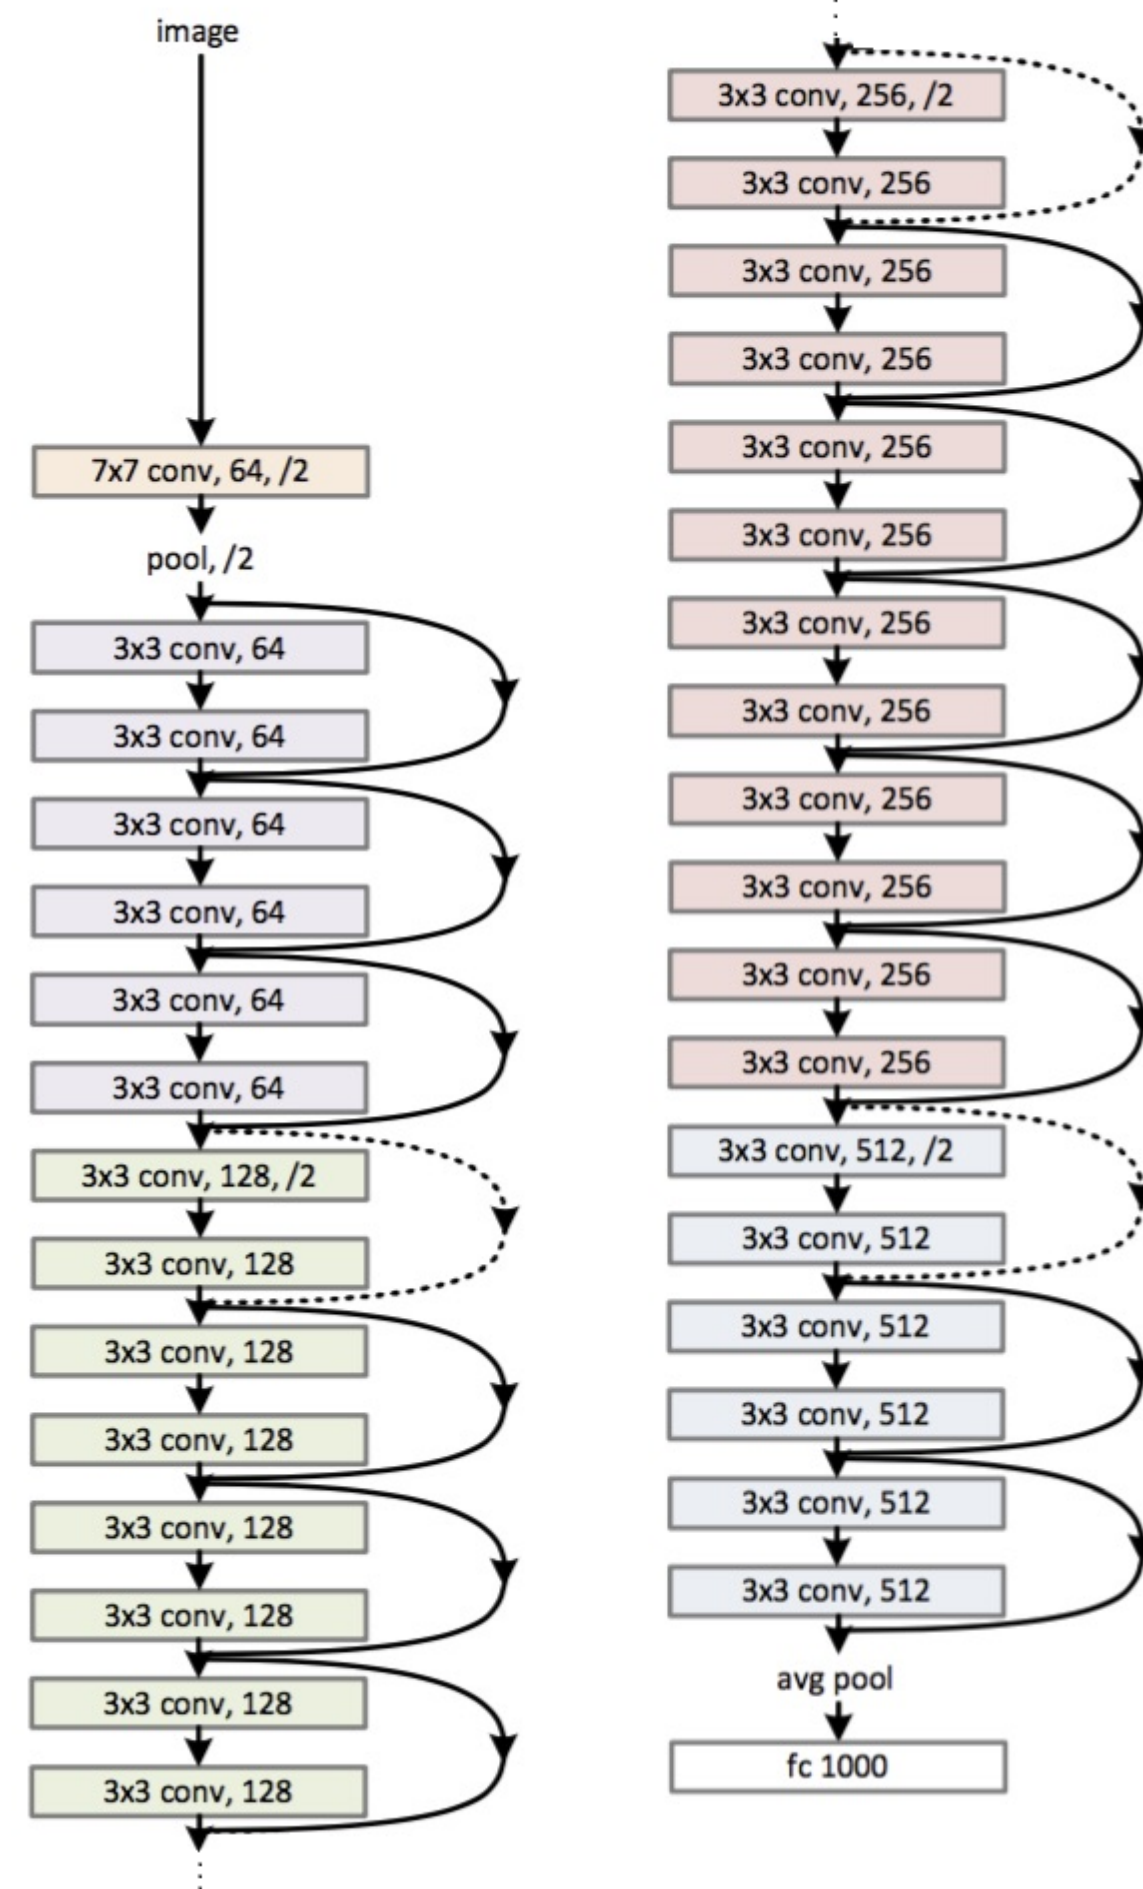 image
7x7 conv, 64, /2
pool, /2
3x3 conv, 64
3x3 conv, 64
3x3 conv, 64
3x3 conv, 64
3x3 conv, 64
3x3 conv, 64
3x3 conv, 128, /2
3x3 conv, 128
3x3 conv, 128
3x3 conv, 128
3x3 conv, 128
3x3 conv, 128
3x3 conv, 128
3x3 conv, 128
3x3 conv, 256, /2
3x3 conv, 256
3x3 conv, 256
3x3 conv, 256
3x3 conv, 256
3x3 conv, 256
3x3 conv, 256
3x3 conv, 256
3x3 conv, 256
3x3 conv, 256
3x3 conv, 256
3x3 conv, 256
3x3 conv, 512, /2
3x3 conv, 512
3x3 conv, 512
3x3 conv, 512
3x3 conv, 512
3x3 conv, 512
avg pool
fc 1000